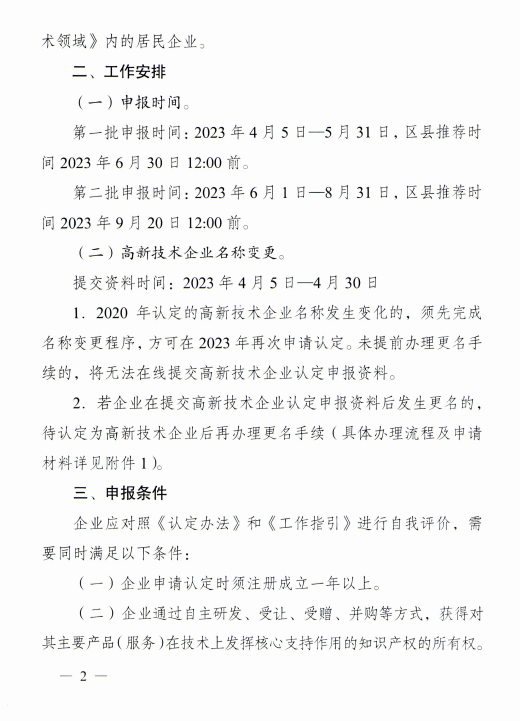 术领域》内的居民企业。
二、工作安排
（一）申报时间。
第一批申报时间：2023 年 4 月 5 日—5 月 31 日，区县推荐时
间 2023 年 6 月 30 日 12:00 前。
第二批申报时间：2023 年 6 月 1 日—8 月 31 日，区县推荐时
间 2023 年 9 月 20 日 12:00 前。
（二）高新技术企业名称变更。
提交资料时间：2023 年 4 月 5 日—4 月 30 日
1．2020 年认定的高新技术企业名称发生变化的，须先完成
名称变更程序，方可在 2023 年再次申请认定。未提前办理更名手
续的，将无法在线提交高新技术企业认定申报资料。
2．若企业在提交高新技术企业认定申报资料后发生更名的，
待认定为高新技术企业后再办理更名手续（具体办理流程及申请
材料详见附件 1）。
三、申报条件
企业应对照《认定办法》和《工作指引》进行自我评价，需
要同时满足以下条件：
（一）企业申请认定时须注册成立一年以上。
（二）企业通过自主研发、受让、受赠、并购等方式，获得对
其主要产品（服务）在技术上发挥核心支持作用的知识产权的所有权。
— 2 —